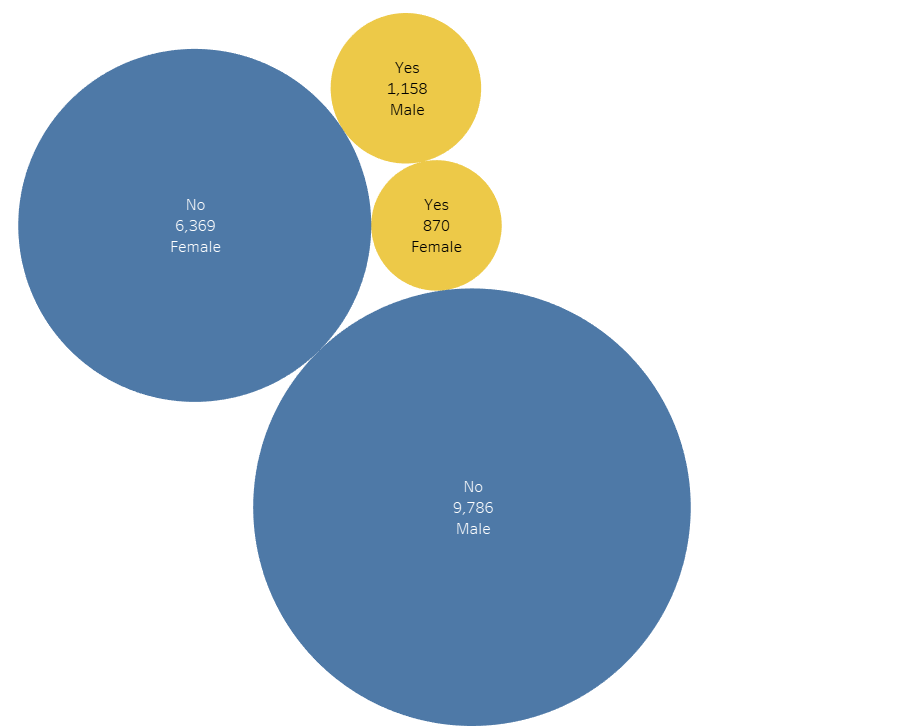 Yes
1,158
Male
No
6,369
Female
Yes
870
Female
No
9,786
Male